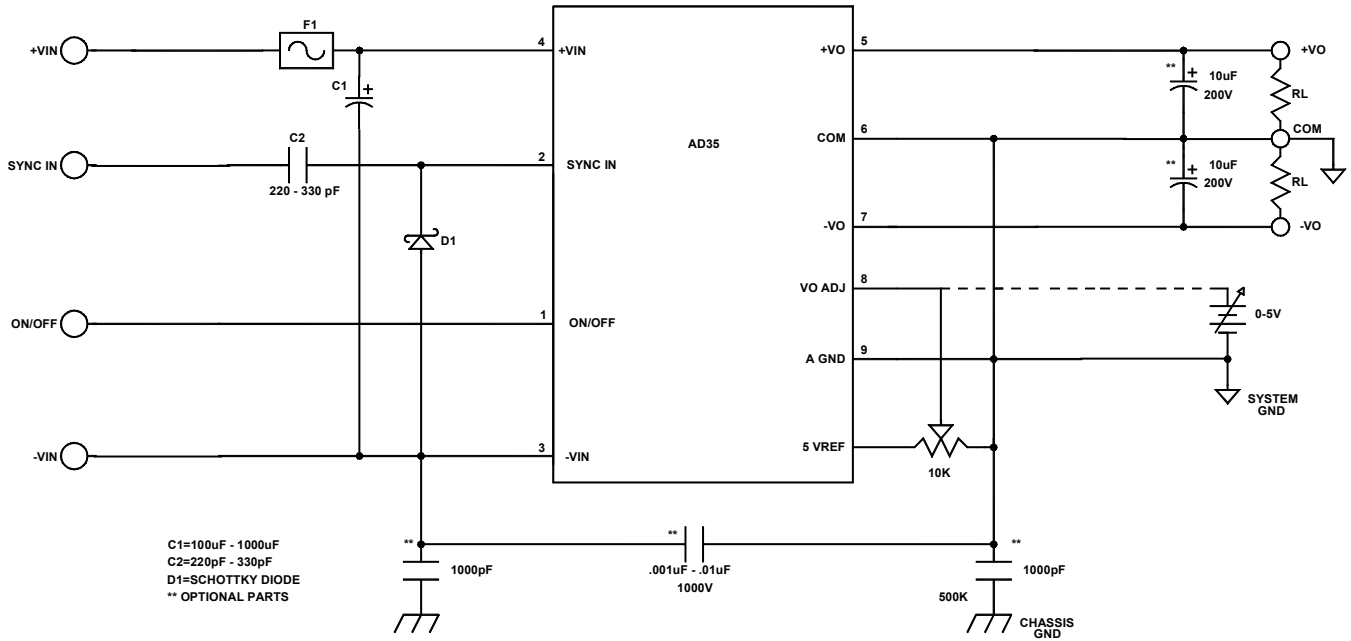 F1
+VIN
4
+VIN
C1
+
C2
SYNC IN
2
SYNC IN
220 - 330 pF
D1
ON/OFF
1
ON/OFF
-VIN
3
-VIN
AD35
+VO
5
+VO
**
+
10uF
200V
RL
COM
6
COM
**
+
10uF
200V
RL
-VO
7
-VO
VO ADJ
8
0-5V
A GND
9
SYSTEM
GND
5 VREF
10K
C1=100uF - 1000uF
C2=220pF - 330pF
D1=SCHOTTKY DIODE
** OPTIONAL PARTS
**
1000pF
**
.001uF - .01uF
1000V
**
1000pF
500K
CHASSIS
GND